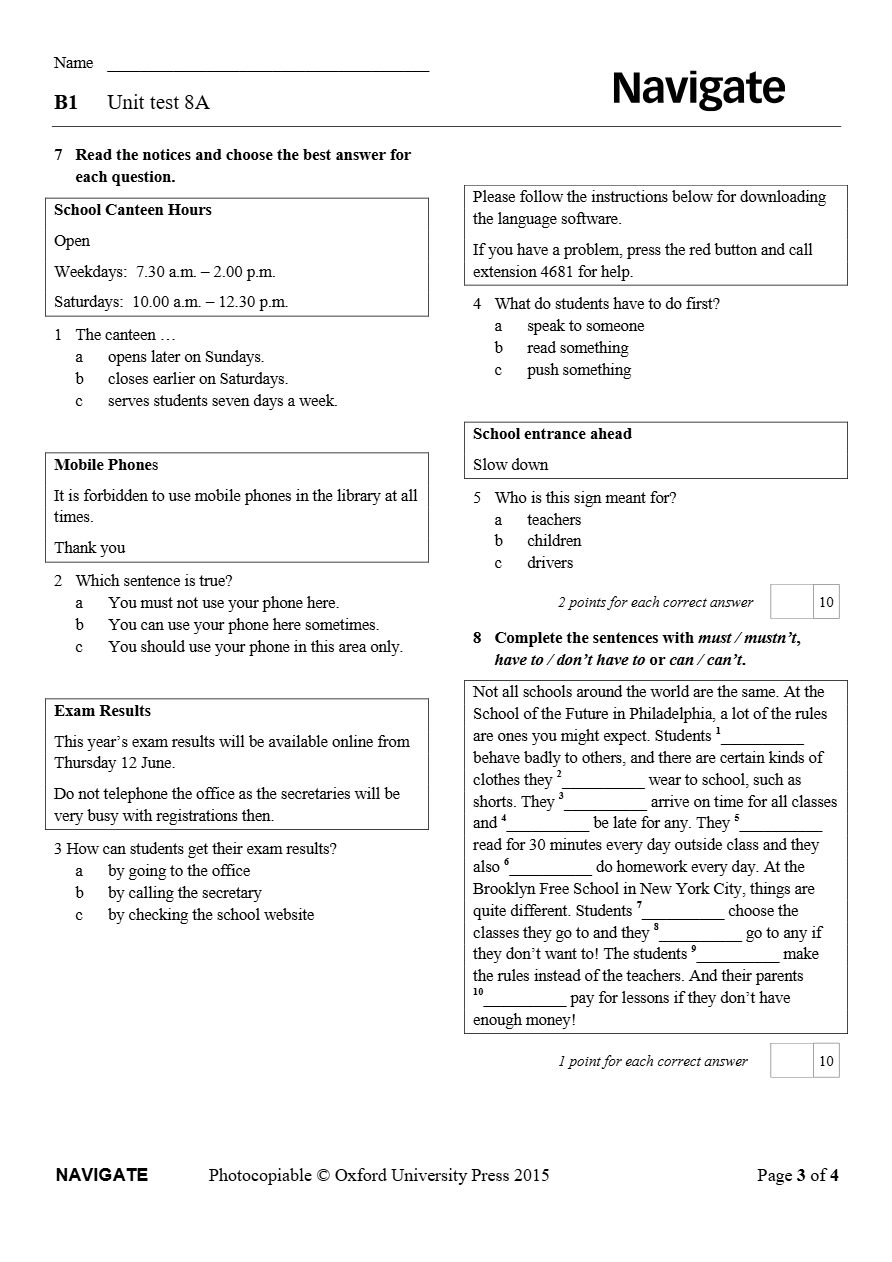 Name ____________________
Navigate
B1 Unit test 8A
7 Read the notices and choose the best answer for
each question.
School Canteen Hours
Open
Weekdays: 7.30 a.m. – 2.00 p.m.
Saturdays: 10.00 a.m. – 12.30 p.m.
1 The canteen …
a opens later on Sundays.
b closes earlier on Saturdays.
c serves students seven days a week.
Mobile Phones
It is forbidden to use mobile phones in the library at all
times.
Thank you
2 Which sentence is true?
a You must not use your phone here.
b You can use your phone here sometimes.
c You should use your phone in this area only.
Exam Results
This year’s exam results will be available online from
Thursday 12 June.
Do not telephone the office as the secretaries will be
very busy with registrations then.
3 How can students get their exam results?
a by going to the office
b by calling the secretary
c by checking the school website
Please follow the instructions below for downloading
the language software.
If you have a problem, press the red button and call
extension 4681 for help.
4 What do students have to do first?
a speak to someone
b read something
c push something
School entrance ahead
Slow down
5 Who is this sign meant for?
a teachers
b children
c drivers
2 points for each correct answer 10
8 Complete the sentences with must / mustn’t,
have to / don’t have to or can / can’t.
Not all schools around the world are the same. At the
School of the Future in Philadelphia, a lot of the rules
are ones you might expect. Students 1__________
behave badly to others, and there are certain kinds of
clothes they 2__________ wear to school, such as
shorts. They 3__________ arrive on time for all classes
and 4__________ be late for any. They 5__________
read for 30 minutes every day outside class and they
also 6__________ do homework every day. At the
Brooklyn Free School in New York City, things are
quite different. Students 7__________ choose the
classes they go to and they 8__________ go to any if
they don’t want to! The students 9__________ make
the rules instead of the teachers. And their parents
10__________ pay for lessons if they don’t have
enough money!
1 point for each correct answer 10
NAVIGATE Photocopiable © Oxford University Press 2015 Page 3 of 4